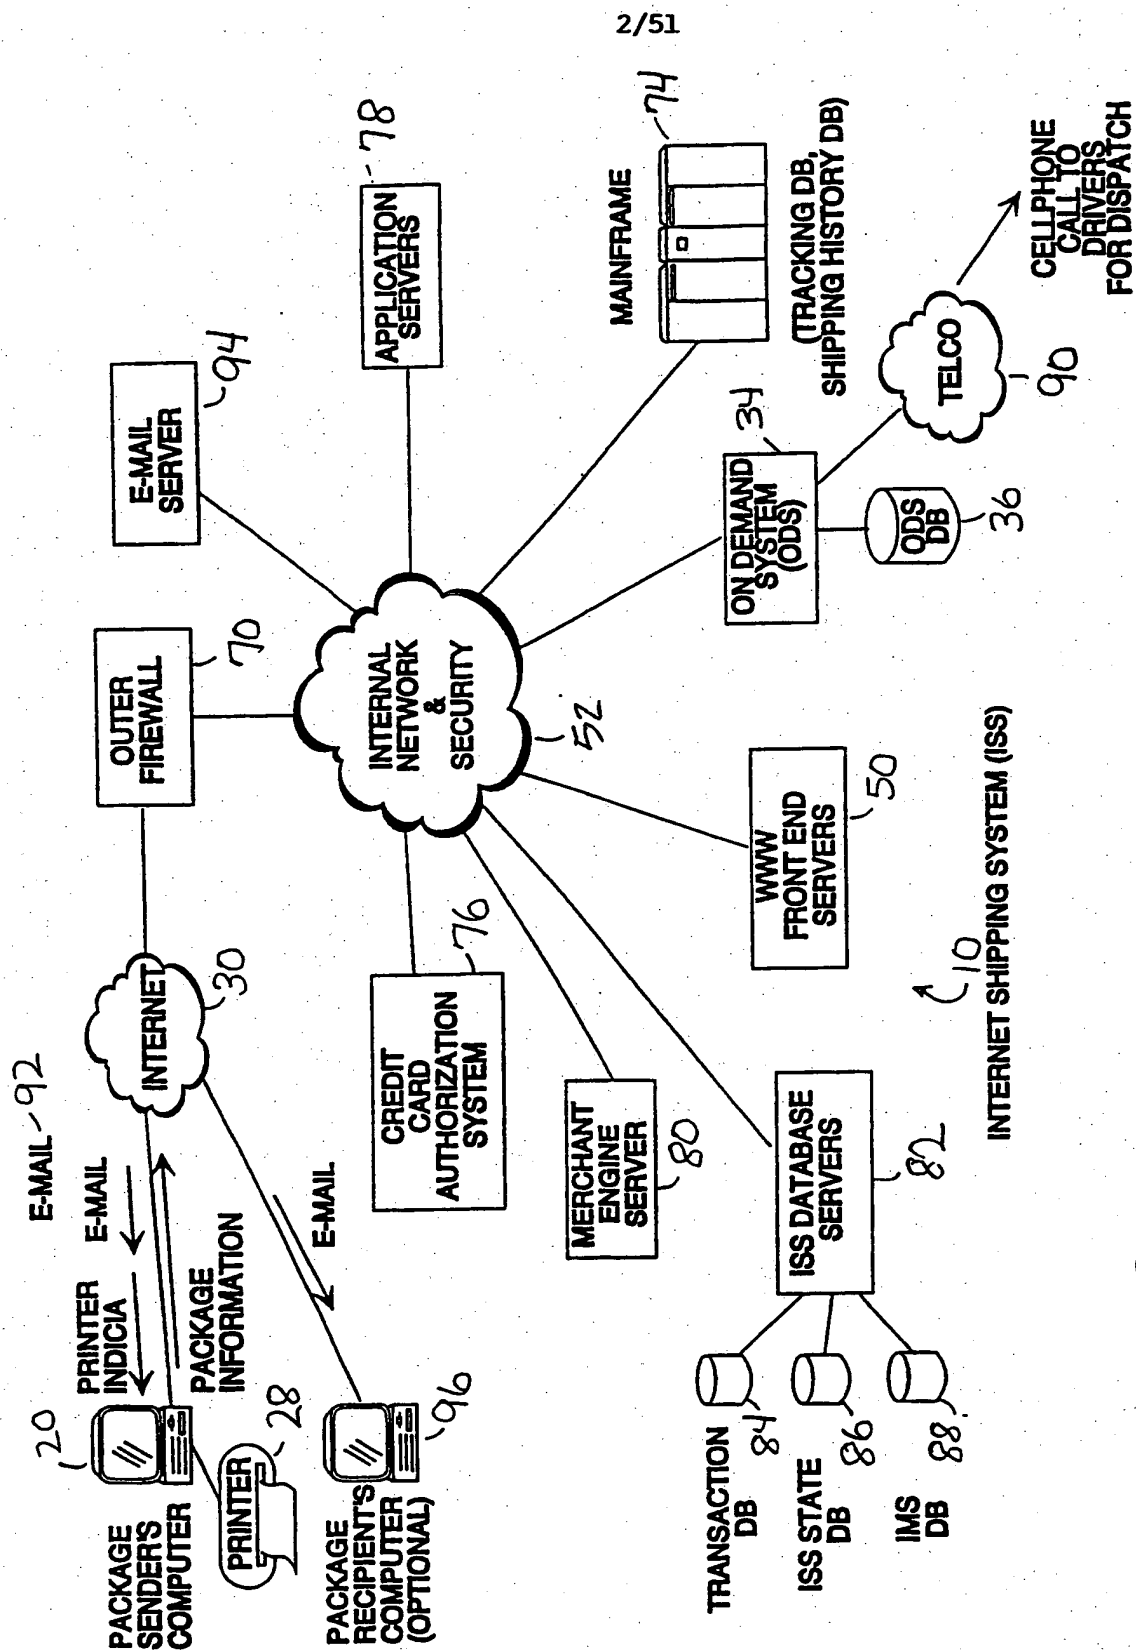 2/51
E-MAIL
92
E-MAIL
PRINTER
INDICIA
PACKAGE
INFORMATION
20
PACKAGE
SENDER'S
COMPUTER
PRINTER
28
E-MAIL
PACKAGE
RECIPIENT'S
COMPUTER
(OPTIONAL)
96
INTERNET
30
OUTER
FIREWALL
70
E-MAIL
SERVER
94
APPLICATION
SERVERS
78
INTERNAL
NETWORK
&
SECURITY
52
CREDIT
CARD
AUTHORIZATION
SYSTEM
76
MERCHANT
ENGINE
SERVER
80
ISS DATABASE
SERVERS
82
TRANSACTION
DB
84
ISS STATE
DB
86
IMS
DB
88
WWW
FRONT END
SERVERS
50
ON DEMAND
SYSTEM
(ODS)
34
ODS
DB
36
MAINFRAME
74
(TRACKING DB,
SHIPPING HISTORY DB)
TELCO
90
CELLPHONE
CALL TO
DRIVERS
FOR DISPATCH
10
INTERNET SHIPPING SYSTEM (ISS)